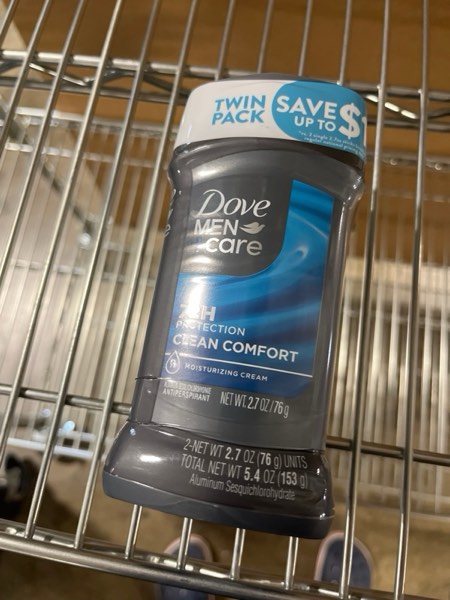 TWIN
PACK
SAVE
UP TO
$
Dove
MEN
care
72H
PROTECTION
CLEAN COMFORT
MOISTURIZING CREAM
ANTIPERSPIRANT
NET WT. 2.7 OZ/76 g
2-NET WT 2.7 OZ (76 g) UNITS
TOTAL NET WT 5.4 OZ (153 g)
Aluminum Sesquichlorohydrate